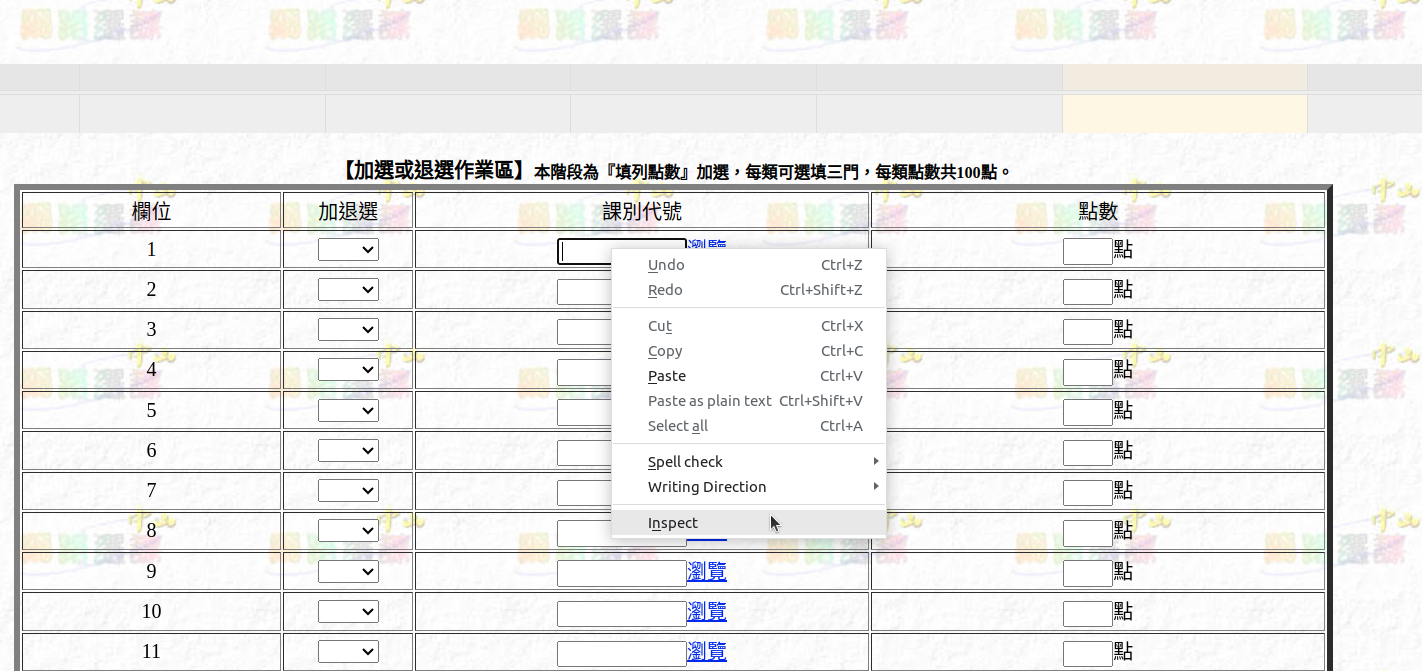 【加選或退選作業區】本階段為『填列點數』加選，每類可選填三門，每類點數共100點。
欄位 加退選 課別代號 點數
1 瀏覽 點
Undo Ctrl+Z
2 點
Redo Ctrl+Shift+Z
3 點
Cut Ctrl+X
Copy Ctrl+C
4 點
Paste Ctrl+V
Paste as plain text Ctrl+Shift+V
5 點
Select all Ctrl+A
6 點
Spell check
Writing Direction
7 點
Inspect
8 點
9 瀏覽 點
10 瀏覽 點
11 瀏覽 點